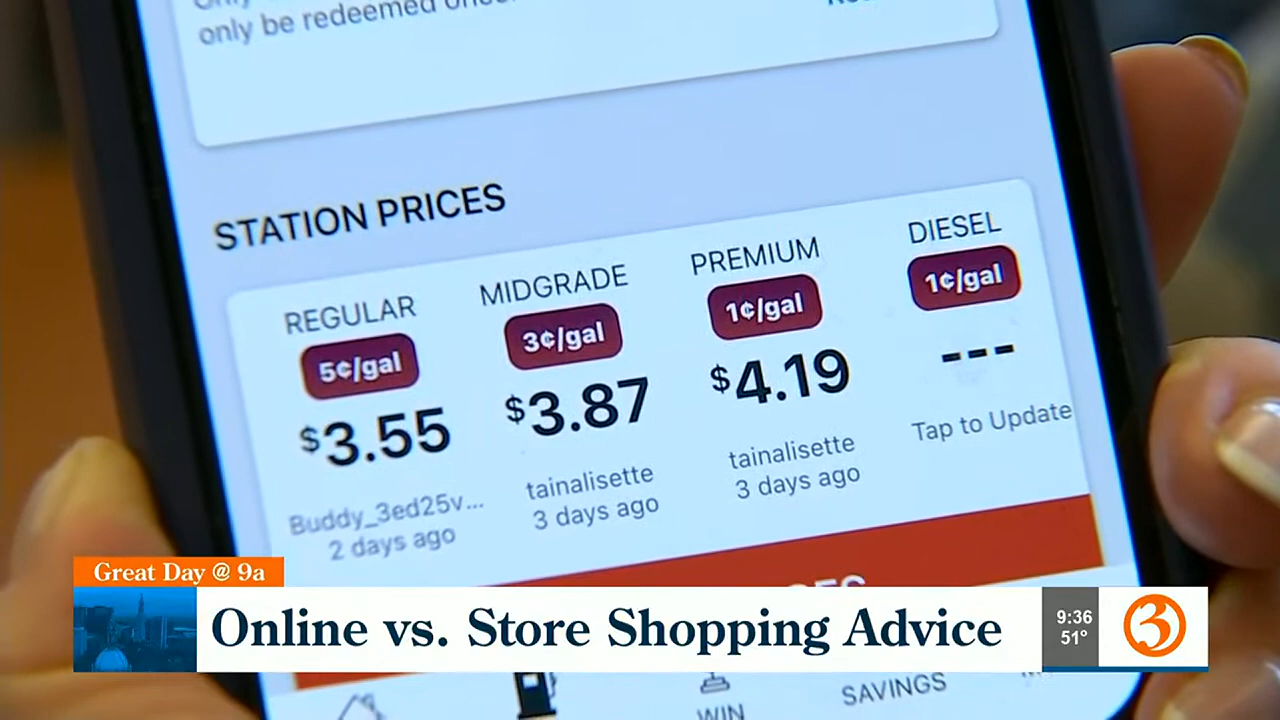 only be redeemed once.
STATION PRICES
REGULAR
5¢/gal
$3.55
Buddy_3ed25v...
2 days ago
MIDGRADE
3¢/gal
$3.87
tainalisette
3 days ago
PREMIUM
1¢/gal
$4.19
tainalisette
3 days ago
DIESEL
1¢/gal
---
Tap to Update
Great Day @ 9a
Online vs. Store Shopping Advice
9:36
51°
3
WIN
SAVINGS